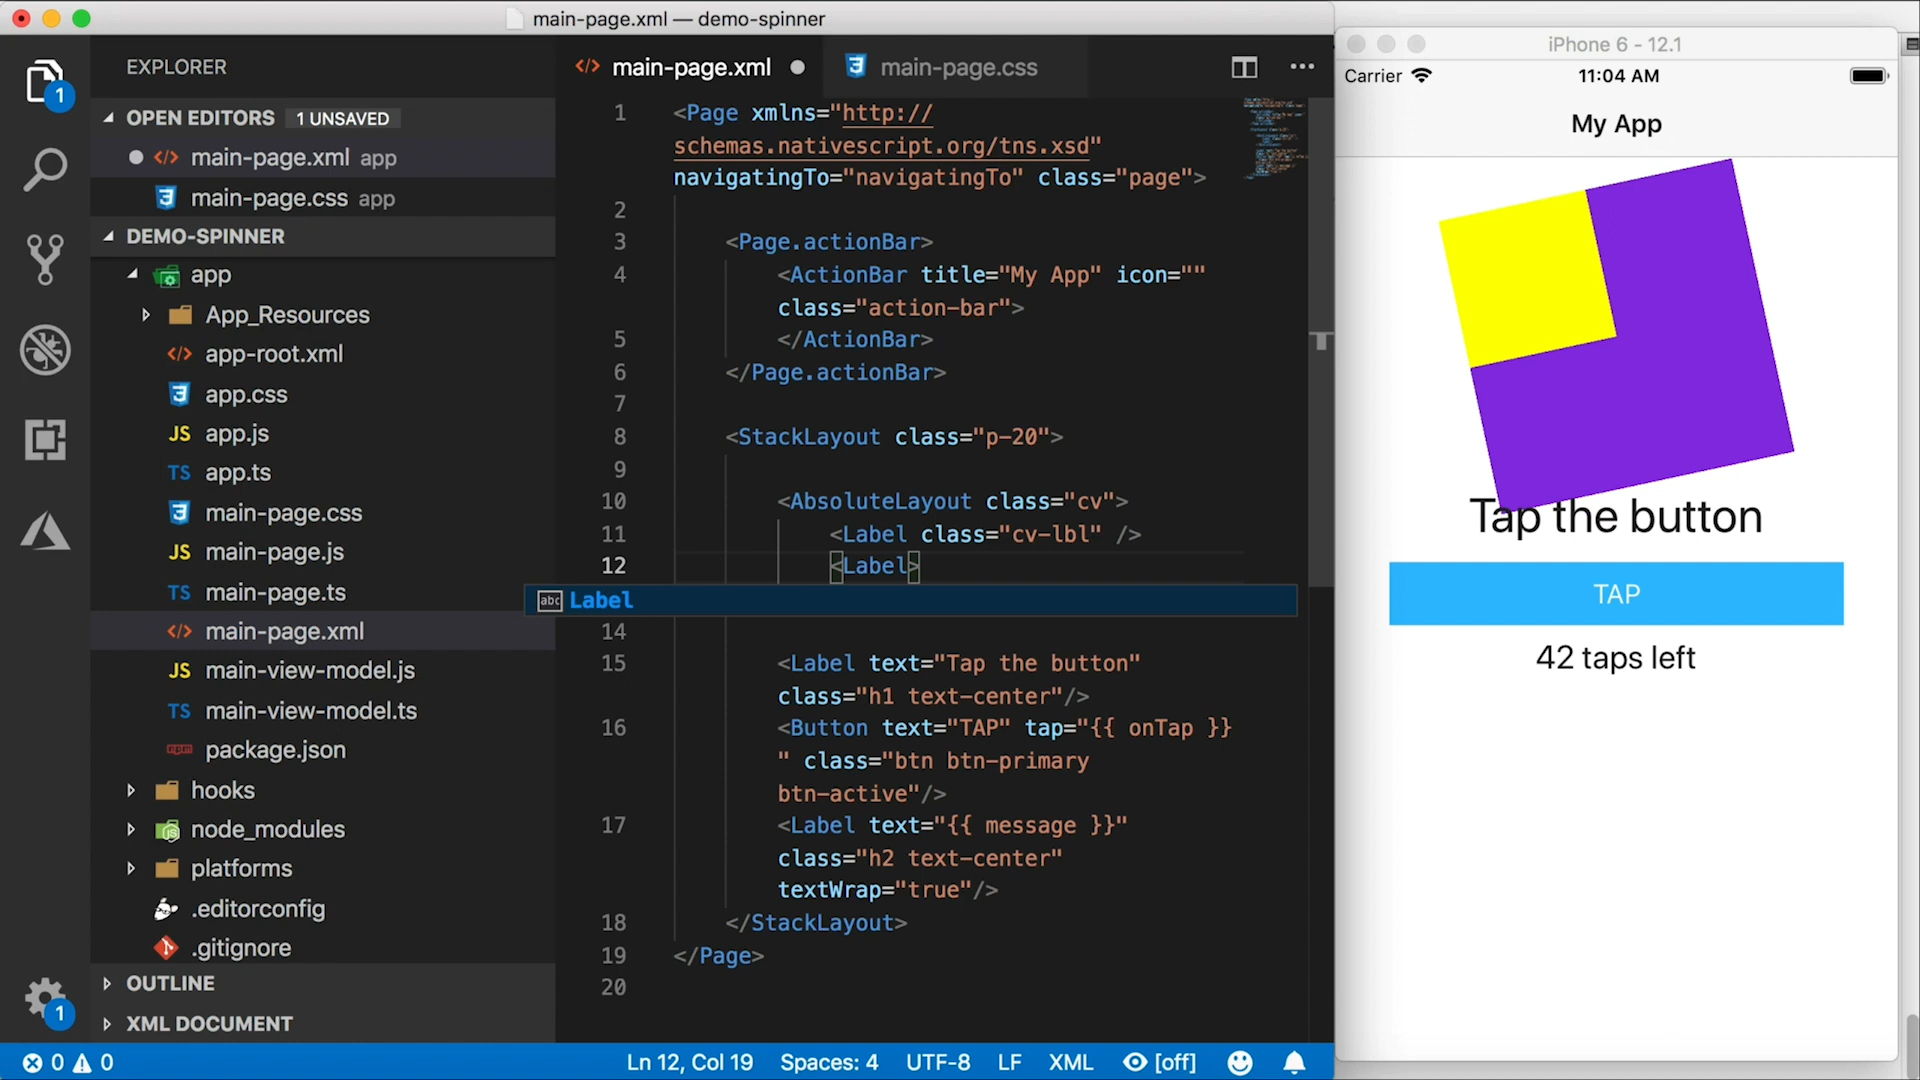 main-page.xml — demo-spinner
EXPLORER
OPEN EDITORS 1 UNSAVED
main-page.xml app
main-page.css app
DEMO-SPINNER
app
App_Resources
app-root.xml
app.css
JS app.js
TS app.ts
main-page.css
JS main-page.js
TS main-page.ts
main-page.xml
JS main-view-model.js
TS main-view-model.ts
package.json
hooks
node_modules
platforms
.editorconfig
.gitignore
OUTLINE
XML DOCUMENT
1
1
main-page.xml
main-page.css
1 <Page xmlns="http://
schemas.nativescript.org/tns.xsd"
navigatingTo="navigatingTo" class="page">
2
3 <Page.actionBar>
4 <ActionBar title="My App" icon=""
class="action-bar">
5 </ActionBar>
6 </Page.actionBar>
7
8 <StackLayout class="p-20">
9
10 <AbsoluteLayout class="cv">
11 <Label class="cv-lbl" />
12 <Label>
abc Label
14
15 <Label text="Tap the button"
class="h1 text-center"/>
16 <Button text="TAP" tap="{{ onTap }}
" class="btn btn-primary
btn-active"/>
17 <Label text="{{ message }}"
class="h2 text-center"
textWrap="true"/>
18 </StackLayout>
19 </Page>
20
0 0
Ln 12, Col 19 Spaces: 4 UTF-8 LF XML [off]
iPhone 6 - 12.1
Carrier 11:04 AM
My App
Tap the button
TAP
42 taps left